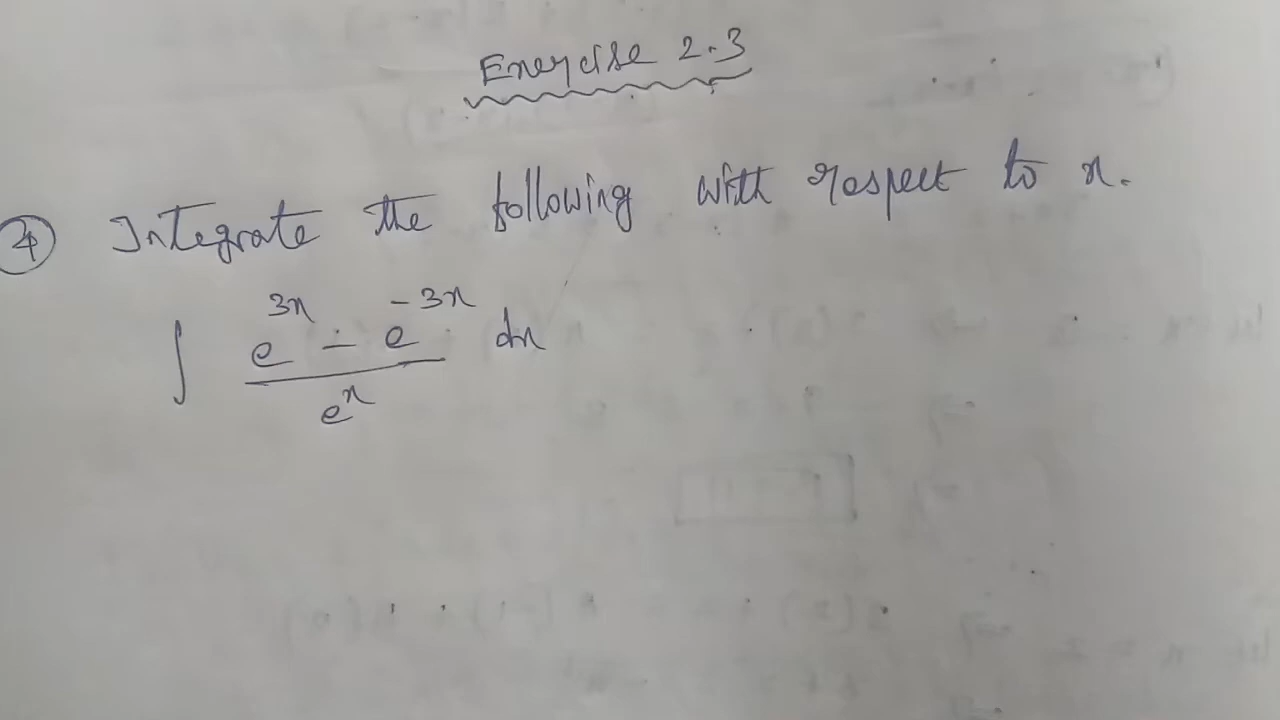 Exercise 2.3
④ Integrate the following with respect to x.
∫ (e^{3x} - e^{-3x}) / e^x dx